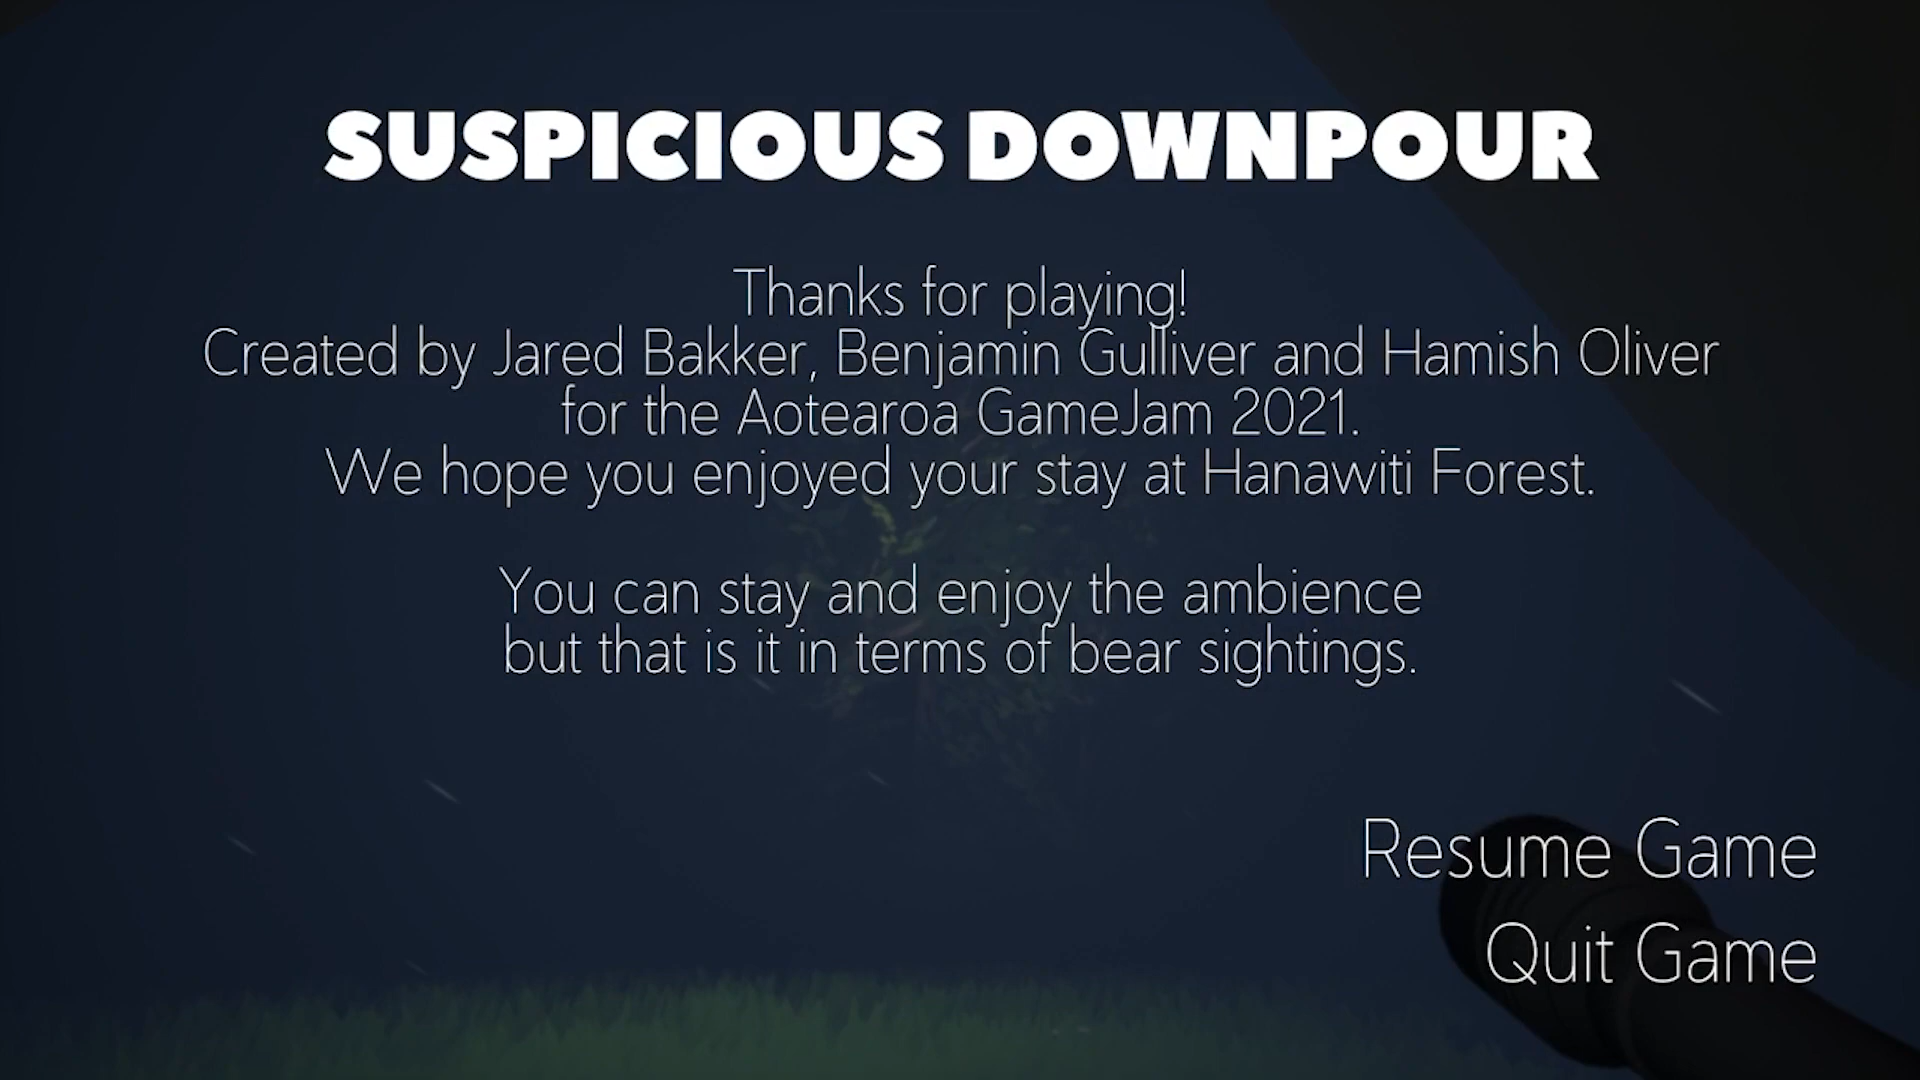 SUSPICIOUS DOWNPOUR
Thanks for playing!
Created by Jared Bakker, Benjamin Gulliver and Hamish Oliver
for the Aotearoa GameJam 2021.
We hope you enjoyed your stay at Hanawiti Forest.
You can stay and enjoy the ambience
but that is it in terms of bear sightings.
Resume Game
Quit Game